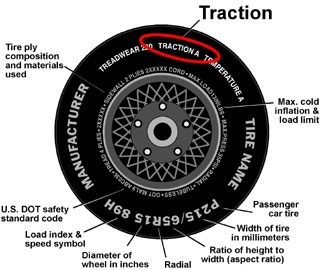 Traction
Tire ply
composition
and materials
used
TREADWEAR 220 TRACTION A TEMPERATURE A
MANUFACTURER
TIRE NAME
P215/65R15 89H
Max. cold
inflation &
load limit
U.S. DOT safety
standard code
Load index &
speed symbol
Diameter of
wheel in inches
Radial
Ratio of height
to width
(aspect ratio)
Width of tire
in millimeters
Passenger
car tire